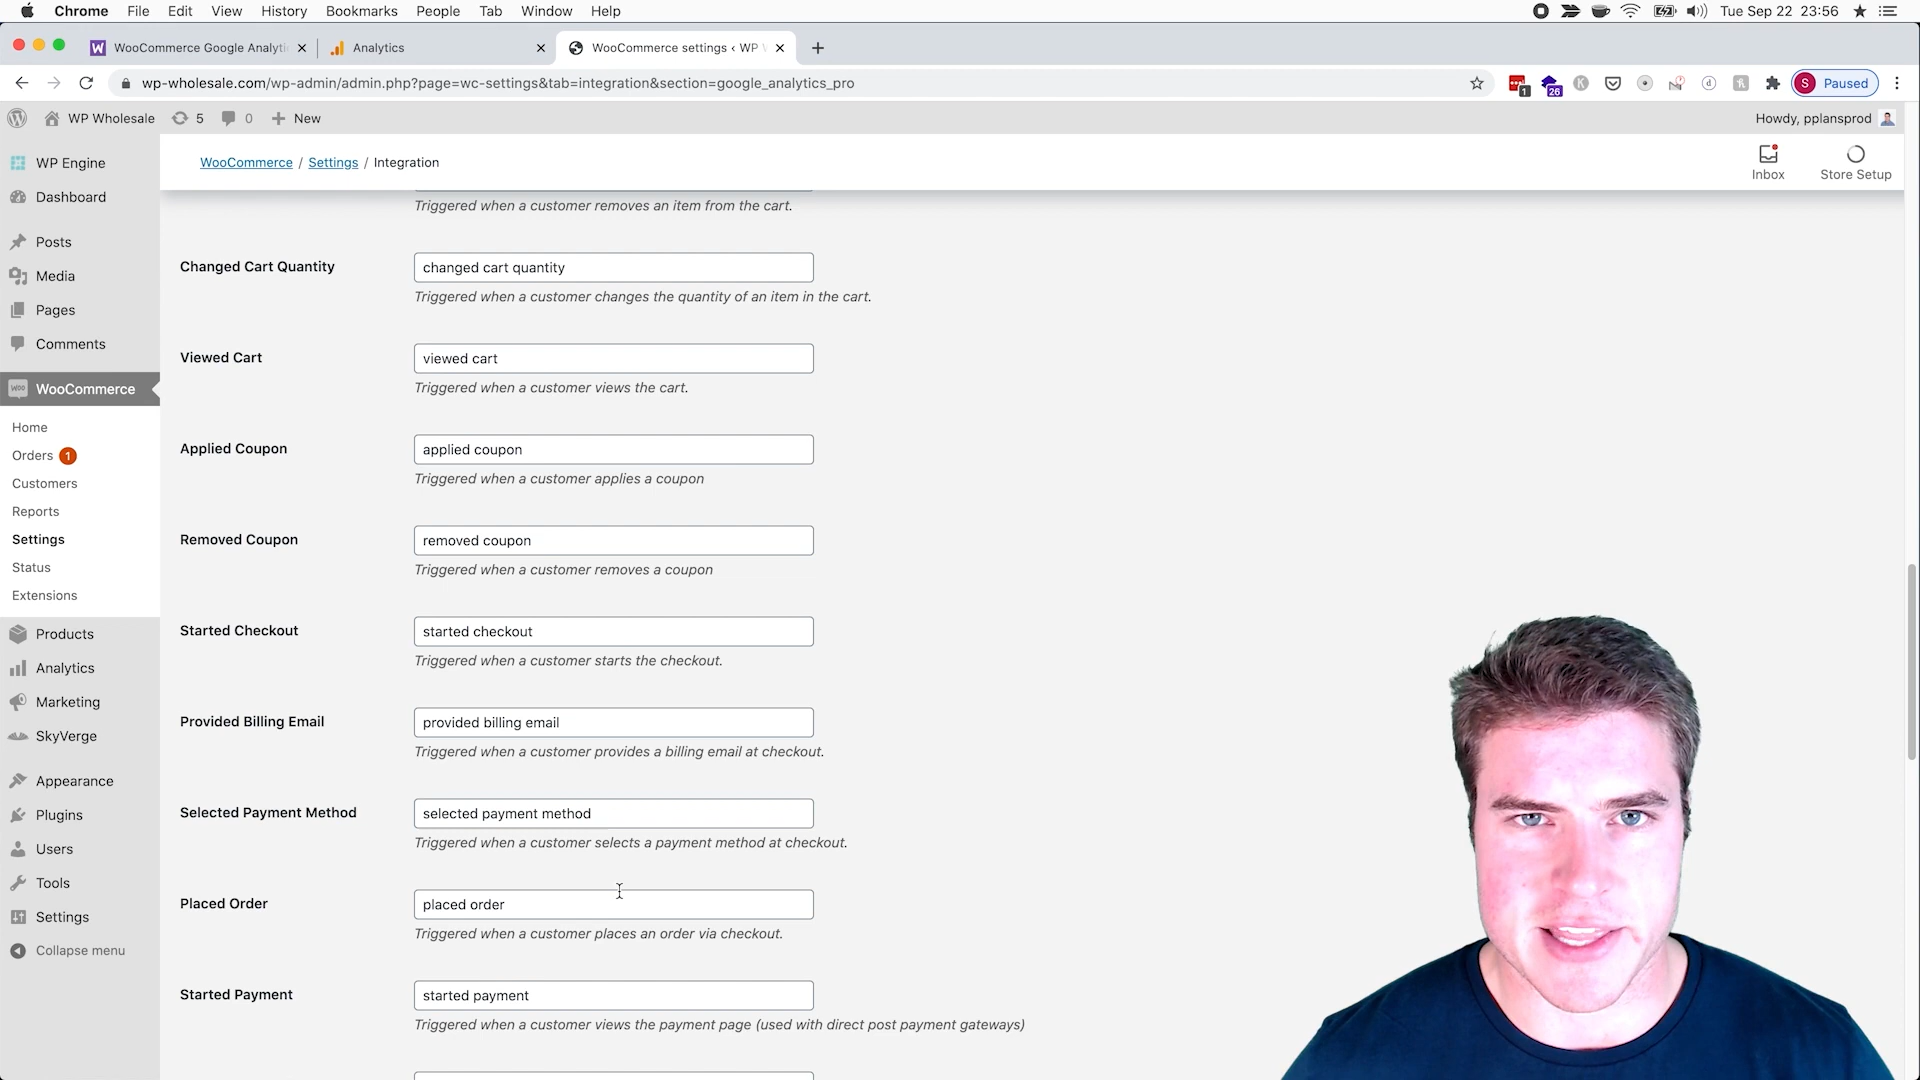 Chrome File Edit View History Bookmarks People Tab Window Help
Tue Sep 22 23:56
WooCommerce Google Analyti
Analytics
WooCommerce settings ‹ WP
wp-wholesale.com/wp-admin/admin.php?page=wc-settings&tab=integration&section=google_analytics_pro
1
26
S Paused
WP Wholesale 5 0 New
Howdy, pplansprod
WP Engine
Dashboard
Posts
Media
Pages
Comments
WooCommerce
Home
Orders 1
Customers
Reports
Settings
Status
Extensions
Products
Analytics
Marketing
SkyVerge
Appearance
Plugins
Users
Tools
Settings
Collapse menu
WooCommerce / Settings / Integration
Inbox
Store Setup
Triggered when a customer removes an item from the cart.
Changed Cart Quantity
changed cart quantity
Triggered when a customer changes the quantity of an item in the cart.
Viewed Cart
viewed cart
Triggered when a customer views the cart.
Applied Coupon
applied coupon
Triggered when a customer applies a coupon
Removed Coupon
removed coupon
Triggered when a customer removes a coupon
Started Checkout
started checkout
Triggered when a customer starts the checkout.
Provided Billing Email
provided billing email
Triggered when a customer provides a billing email at checkout.
Selected Payment Method
selected payment method
Triggered when a customer selects a payment method at checkout.
Placed Order
placed order
Triggered when a customer places an order via checkout.
Started Payment
started payment
Triggered when a customer views the payment page (used with direct post payment gateways)